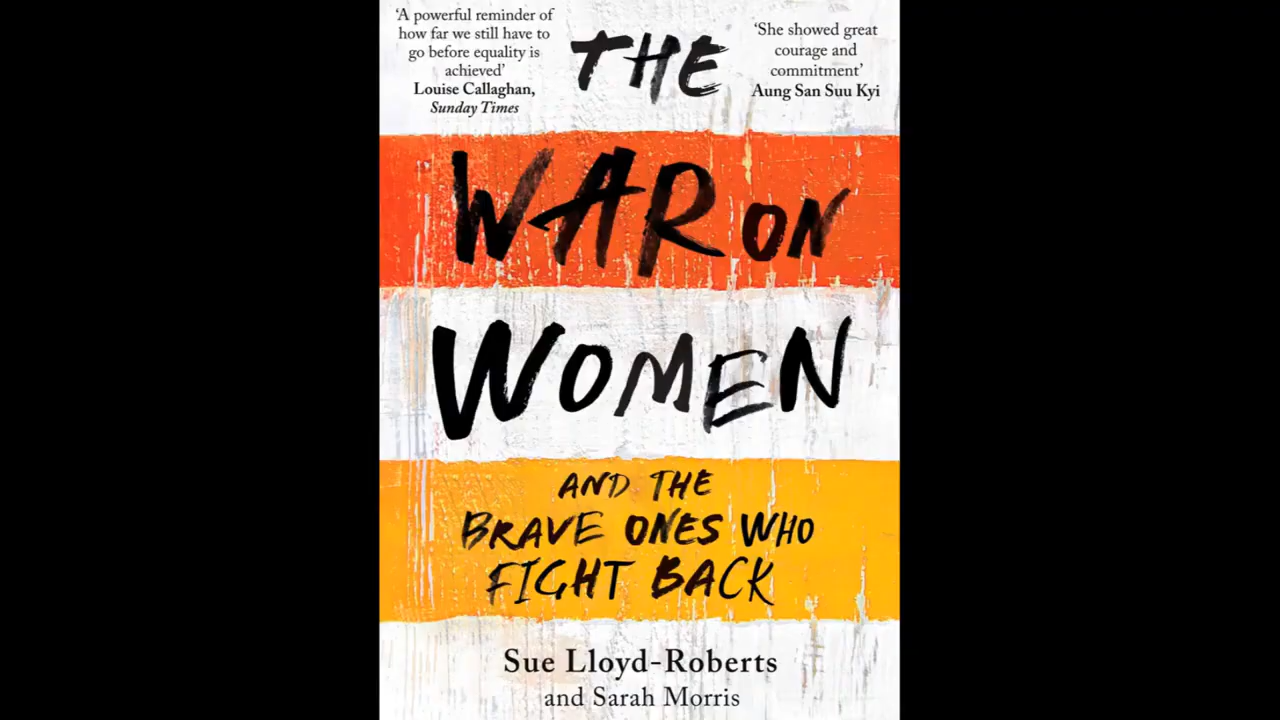 ‘A powerful reminder of
how far we still have to
go before equality is
achieved’
Louise Callaghan,
Sunday Times
‘She showed great
courage and
commitment’
Aung San Suu Kyi
THE
WAR ON
WOMEN
AND THE
BRAVE ONES WHO
FIGHT BACK
Sue Lloyd-Roberts
and Sarah Morris